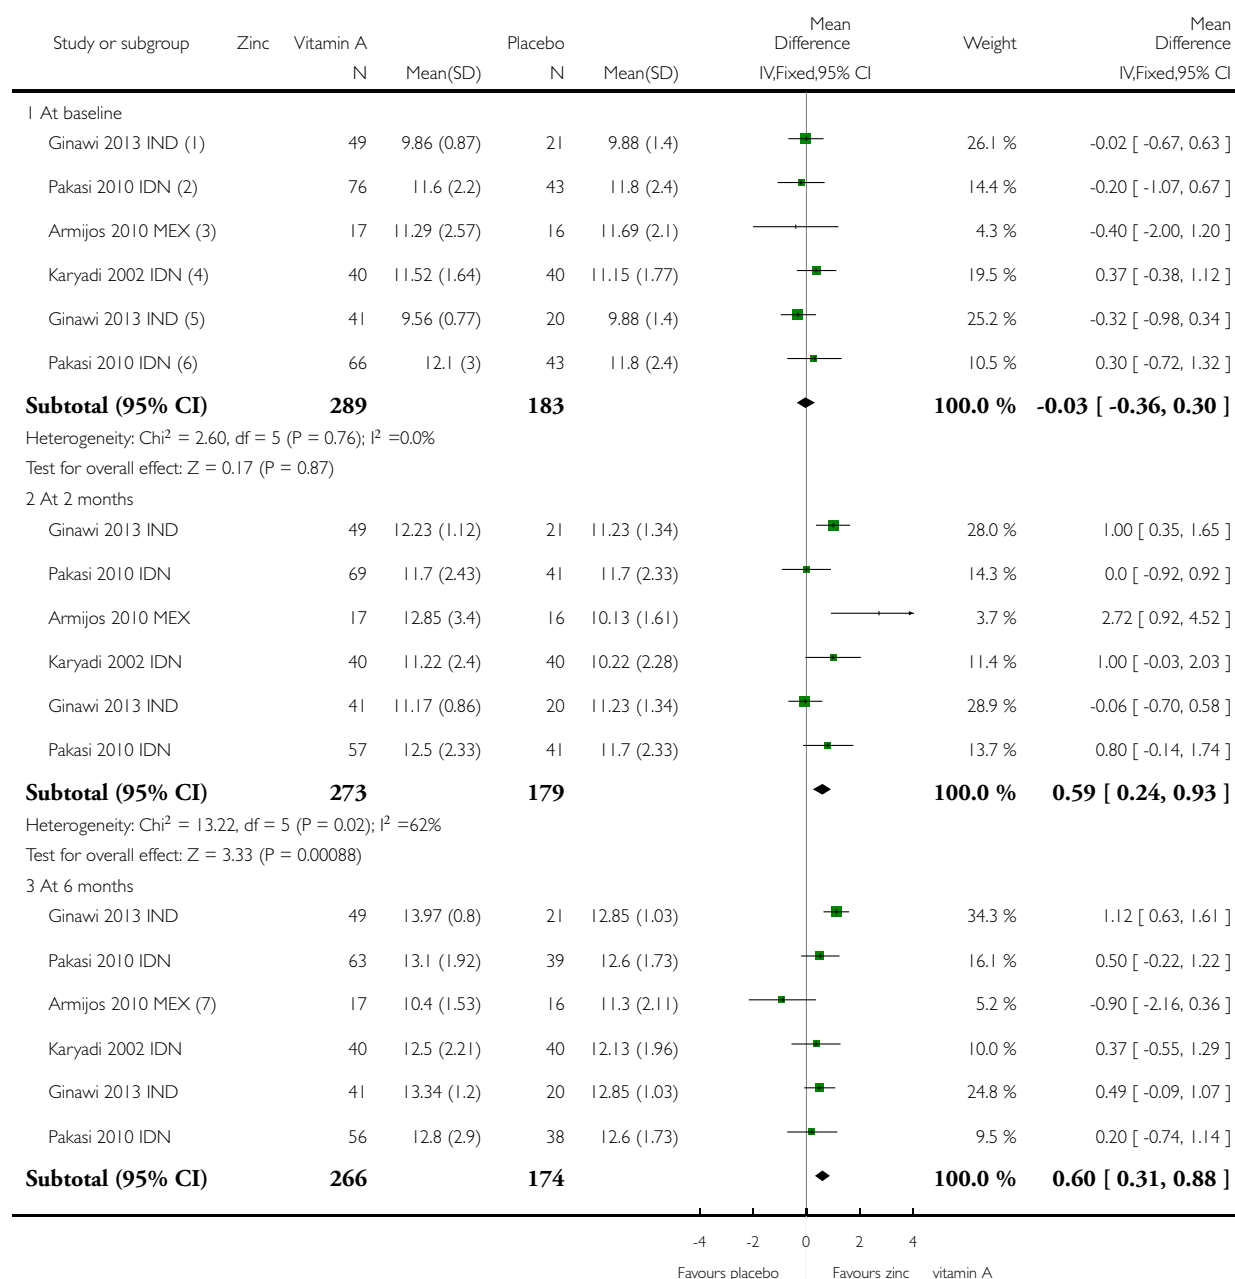 Mean Mean
Study or subgroup Zinc Vitamin A Placebo Difference Weight Difference
N Mean(SD) N Mean(SD) IV,Fixed,95% CI IV,Fixed,95% CI
1 At baseline
Ginawi 2013 IND (1) 49 9.86 (0.87) 21 9.88 (1.4) 26.1 % -0.02 [ -0.67, 0.63 ]
Pakasi 2010 IDN (2) 76 11.6 (2.2) 43 11.8 (2.4) 14.4 % -0.20 [ -1.07, 0.67 ]
Armijos 2010 MEX (3) 17 11.29 (2.57) 16 11.69 (2.1) 4.3 % -0.40 [ -2.00, 1.20 ]
Karyadi 2002 IDN (4) 40 11.52 (1.64) 40 11.15 (1.77) 19.5 % 0.37 [ -0.38, 1.12 ]
Ginawi 2013 IND (5) 41 9.56 (0.77) 20 9.88 (1.4) 25.2 % -0.32 [ -0.98, 0.34 ]
Pakasi 2010 IDN (6) 66 12.1 (3) 43 11.8 (2.4) 10.5 % 0.30 [ -0.72, 1.32 ]
Subtotal (95% CI) 289 183 100.0 % -0.03 [ -0.36, 0.30 ]
Heterogeneity: Chi² = 2.60, df = 5 (P = 0.76); I² =0.0%
Test for overall effect: Z = 0.17 (P = 0.87)
2 At 2 months
Ginawi 2013 IND 49 12.23 (1.12) 21 11.23 (1.34) 28.0 % 1.00 [ 0.35, 1.65 ]
Pakasi 2010 IDN 69 11.7 (2.43) 41 11.7 (2.33) 14.3 % 0.0 [ -0.92, 0.92 ]
Armijos 2010 MEX 17 12.85 (3.4) 16 10.13 (1.61) 3.7 % 2.72 [ 0.92, 4.52 ]
Karyadi 2002 IDN 40 11.22 (2.4) 40 10.22 (2.28) 11.4 % 1.00 [ -0.03, 2.03 ]
Ginawi 2013 IND 41 11.17 (0.86) 20 11.23 (1.34) 28.9 % -0.06 [ -0.70, 0.58 ]
Pakasi 2010 IDN 57 12.5 (2.33) 41 11.7 (2.33) 13.7 % 0.80 [ -0.14, 1.74 ]
Subtotal (95% CI) 273 179 100.0 % 0.59 [ 0.24, 0.93 ]
Heterogeneity: Chi² = 13.22, df = 5 (P = 0.02); I² =62%
Test for overall effect: Z = 3.33 (P = 0.00088)
3 At 6 months
Ginawi 2013 IND 49 13.97 (0.8) 21 12.85 (1.03) 34.3 % 1.12 [ 0.63, 1.61 ]
Pakasi 2010 IDN 63 13.1 (1.92) 39 12.6 (1.73) 16.1 % 0.50 [ -0.22, 1.22 ]
Armijos 2010 MEX (7) 17 10.4 (1.53) 16 11.3 (2.11) 5.2 % -0.90 [ -2.16, 0.36 ]
Karyadi 2002 IDN 40 12.5 (2.21) 40 12.13 (1.96) 10.0 % 0.37 [ -0.55, 1.29 ]
Ginawi 2013 IND 41 13.34 (1.2) 20 12.85 (1.03) 24.8 % 0.49 [ -0.09, 1.07 ]
Pakasi 2010 IDN 56 12.8 (2.9) 38 12.6 (1.73) 9.5 % 0.20 [ -0.74, 1.14 ]
Subtotal (95% CI) 266 174 100.0 % 0.60 [ 0.31, 0.88 ]
-4 -2 0 2 4
Favours placebo Favours zinc vitamin A